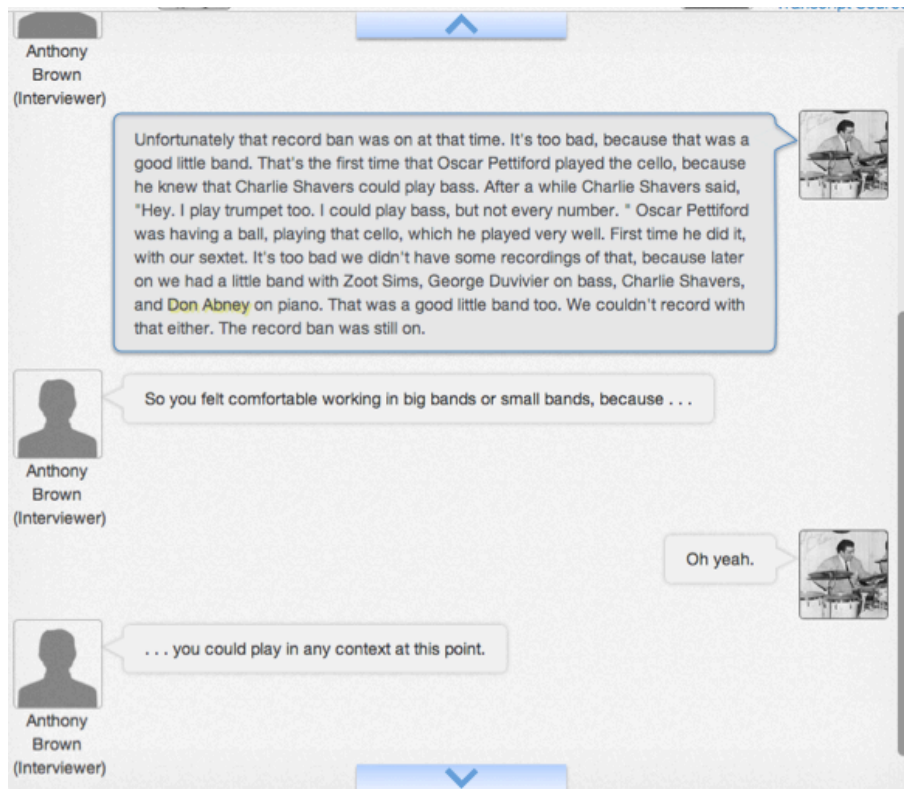 Transcript Source
Anthony
Brown
(Interviewer)
Unfortunately that record ban was on at that time. It's too bad, because that was a
good little band. That's the first time that Oscar Pettiford played the cello, because
he knew that Charlie Shavers could play bass. After a while Charlie Shavers said,
"Hey. I play trumpet too. I could play bass, but not every number. " Oscar Pettiford
was having a ball, playing that cello, which he played very well. First time he did it,
with our sextet. It's too bad we didn't have some recordings of that, because later
on we had a little band with Zoot Sims, George Duvivier on bass, Charlie Shavers,
and Don Abney on piano. That was a good little band too. We couldn't record with
that either. The record ban was still on.
So you felt comfortable working in big bands or small bands, because . . .
Anthony
Brown
(Interviewer)
Oh yeah.
. . . you could play in any context at this point.
Anthony
Brown
(Interviewer)